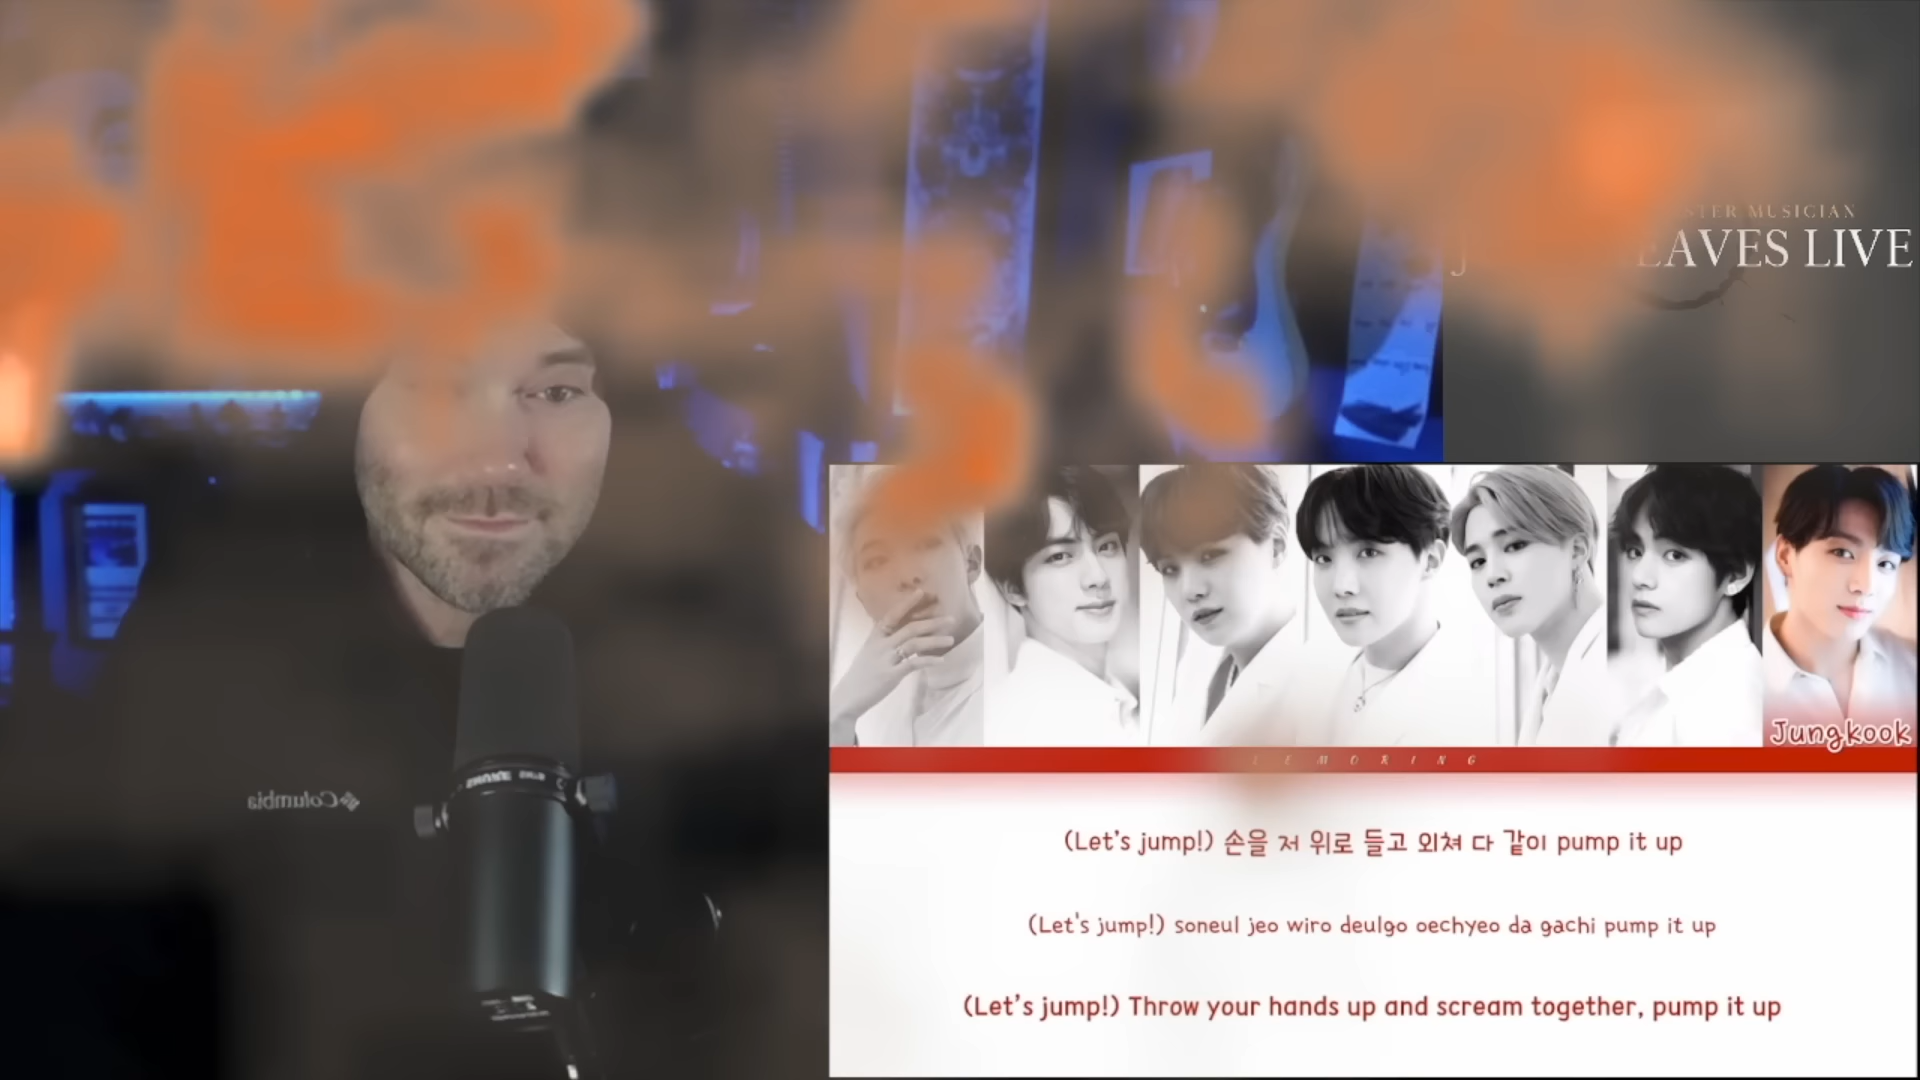 STER MUSICIAN
EAVES LIVE
Jungkook
LEMORING
Columbia
(Let's jump!) 손을 저 위로 들고 외쳐 다 같이 pump it up
(Let's jump!) soneul jeo wiro deulgo oechyeo da gachi pump it up
(Let's jump!) Throw your hands up and scream together, pump it up